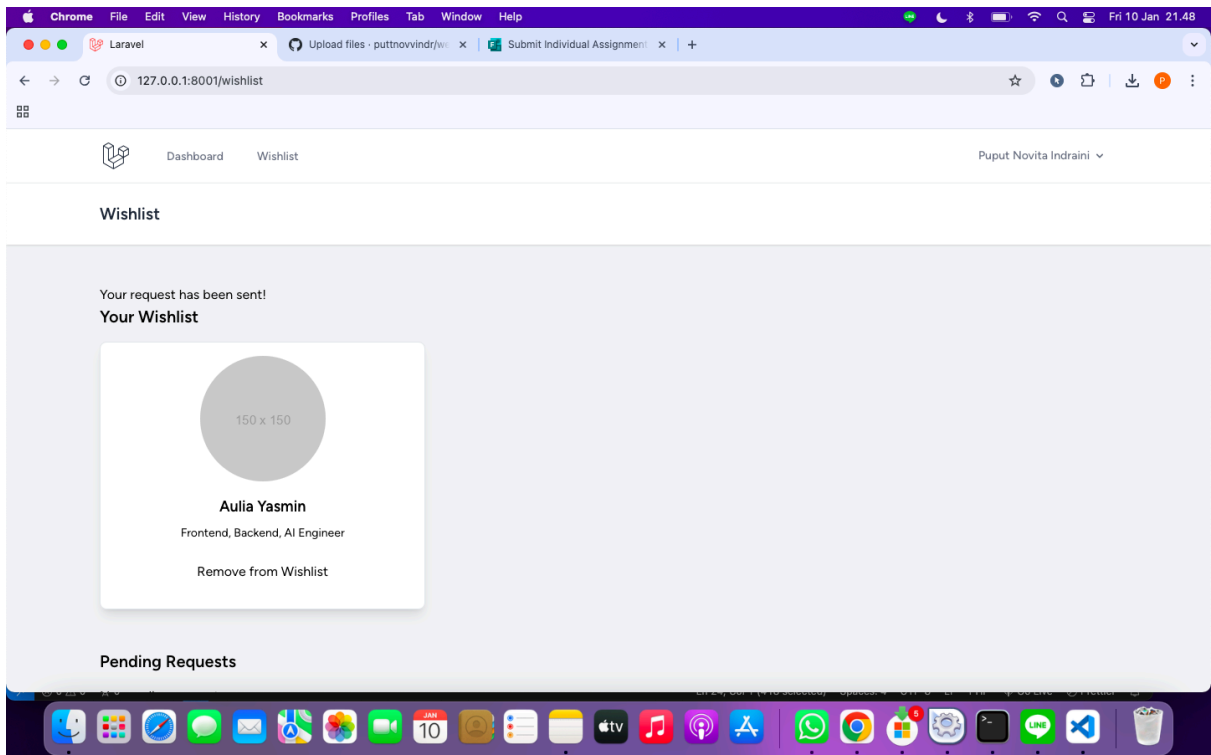 Chrome File Edit View History Bookmarks Profiles Tab Window Help Fri 10 Jan 21.48
Laravel Upload files · puttnovvindr/w Submit Individual Assignment
127.0.0.1:8001/wishlist P
Dashboard Wishlist Puput Novita Indraini
Wishlist
Your request has been sent!
Your Wishlist
150 x 150
Aulia Yasmin
Frontend, Backend, AI Engineer
Remove from Wishlist
Pending Requests
JAN
10
tv
5
LINE